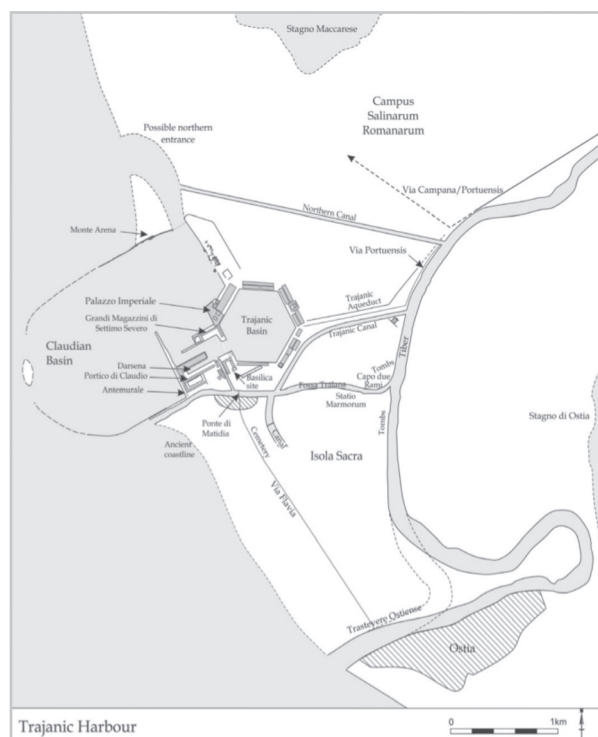 Stagno Maccarese
Campus
Salinarum
Romanarum
Possible northern
entrance
Via Campana/Portuensis
Northern Canal
Monte Arena
Via Portuensis
Palazzo Imperiale
Trajanic
Aqueduct
Grandi Magazzini di
Settimo Severo
Trajanic
Basin
Trajanic Canal
Claudian
Basin
Tiber
Darsena
Portico di Claudio
Antemurale
Basilica
site
Tombs
Capo due
Rami
Fossa Traiana
Statio
Marmorum
Stagno di Ostia
Ponte di
Matidia
Ancient
coastline
Cemetery
Canal
Tombs
Isola Sacra
Via Flavia
Trastevere Ostiense
Ostia
Trajanic Harbour
0 1km